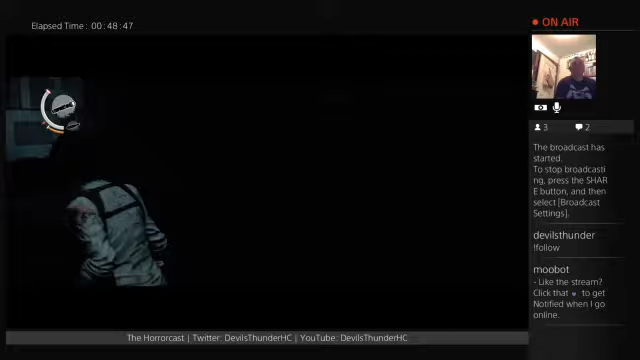 Elapsed Time : 00:48:47
ON AIR
3
2
The broadcast has
started.
To stop broadcasti
ng, press the SHAR
E button, and then
select [Broadcast
Settings].
devilsthunder
!follow
moobot
- Like the stream?
Click that to get
Notified when I go
online.
The Horrorcast | Twitter: DevilsThunderHC | YouTube: DevilsThunderHC